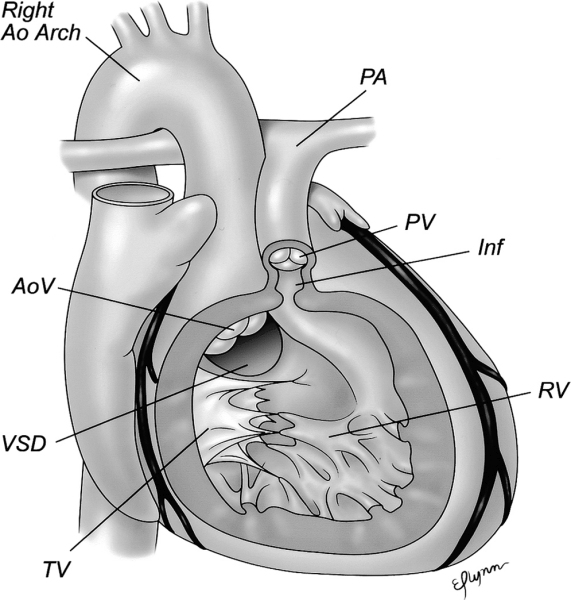 Right
Ao Arch
PA
PV
Inf
AoV
RV
VSD
TV
EFlynn